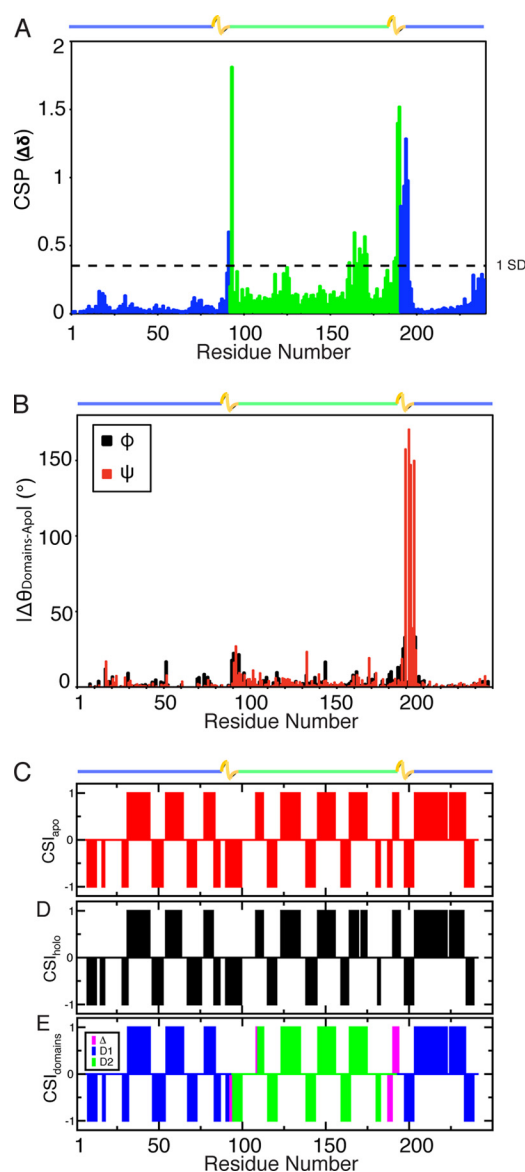 A
2
1.5
1
0.5
0
CSP (Δδ)
1 SD
1 50 100 150 200
Residue Number
B
ϕ
ψ
150
100
50
0
|Δθ Domains-Apo| (°)
1 50 100 150 200
Residue Number
C
1
0
-1
CSI apo
D
1
0
-1
CSI holo
E
Δ
D1
D2
1
0
-1
CSI domains
1 50 100 150 200
Residue Number